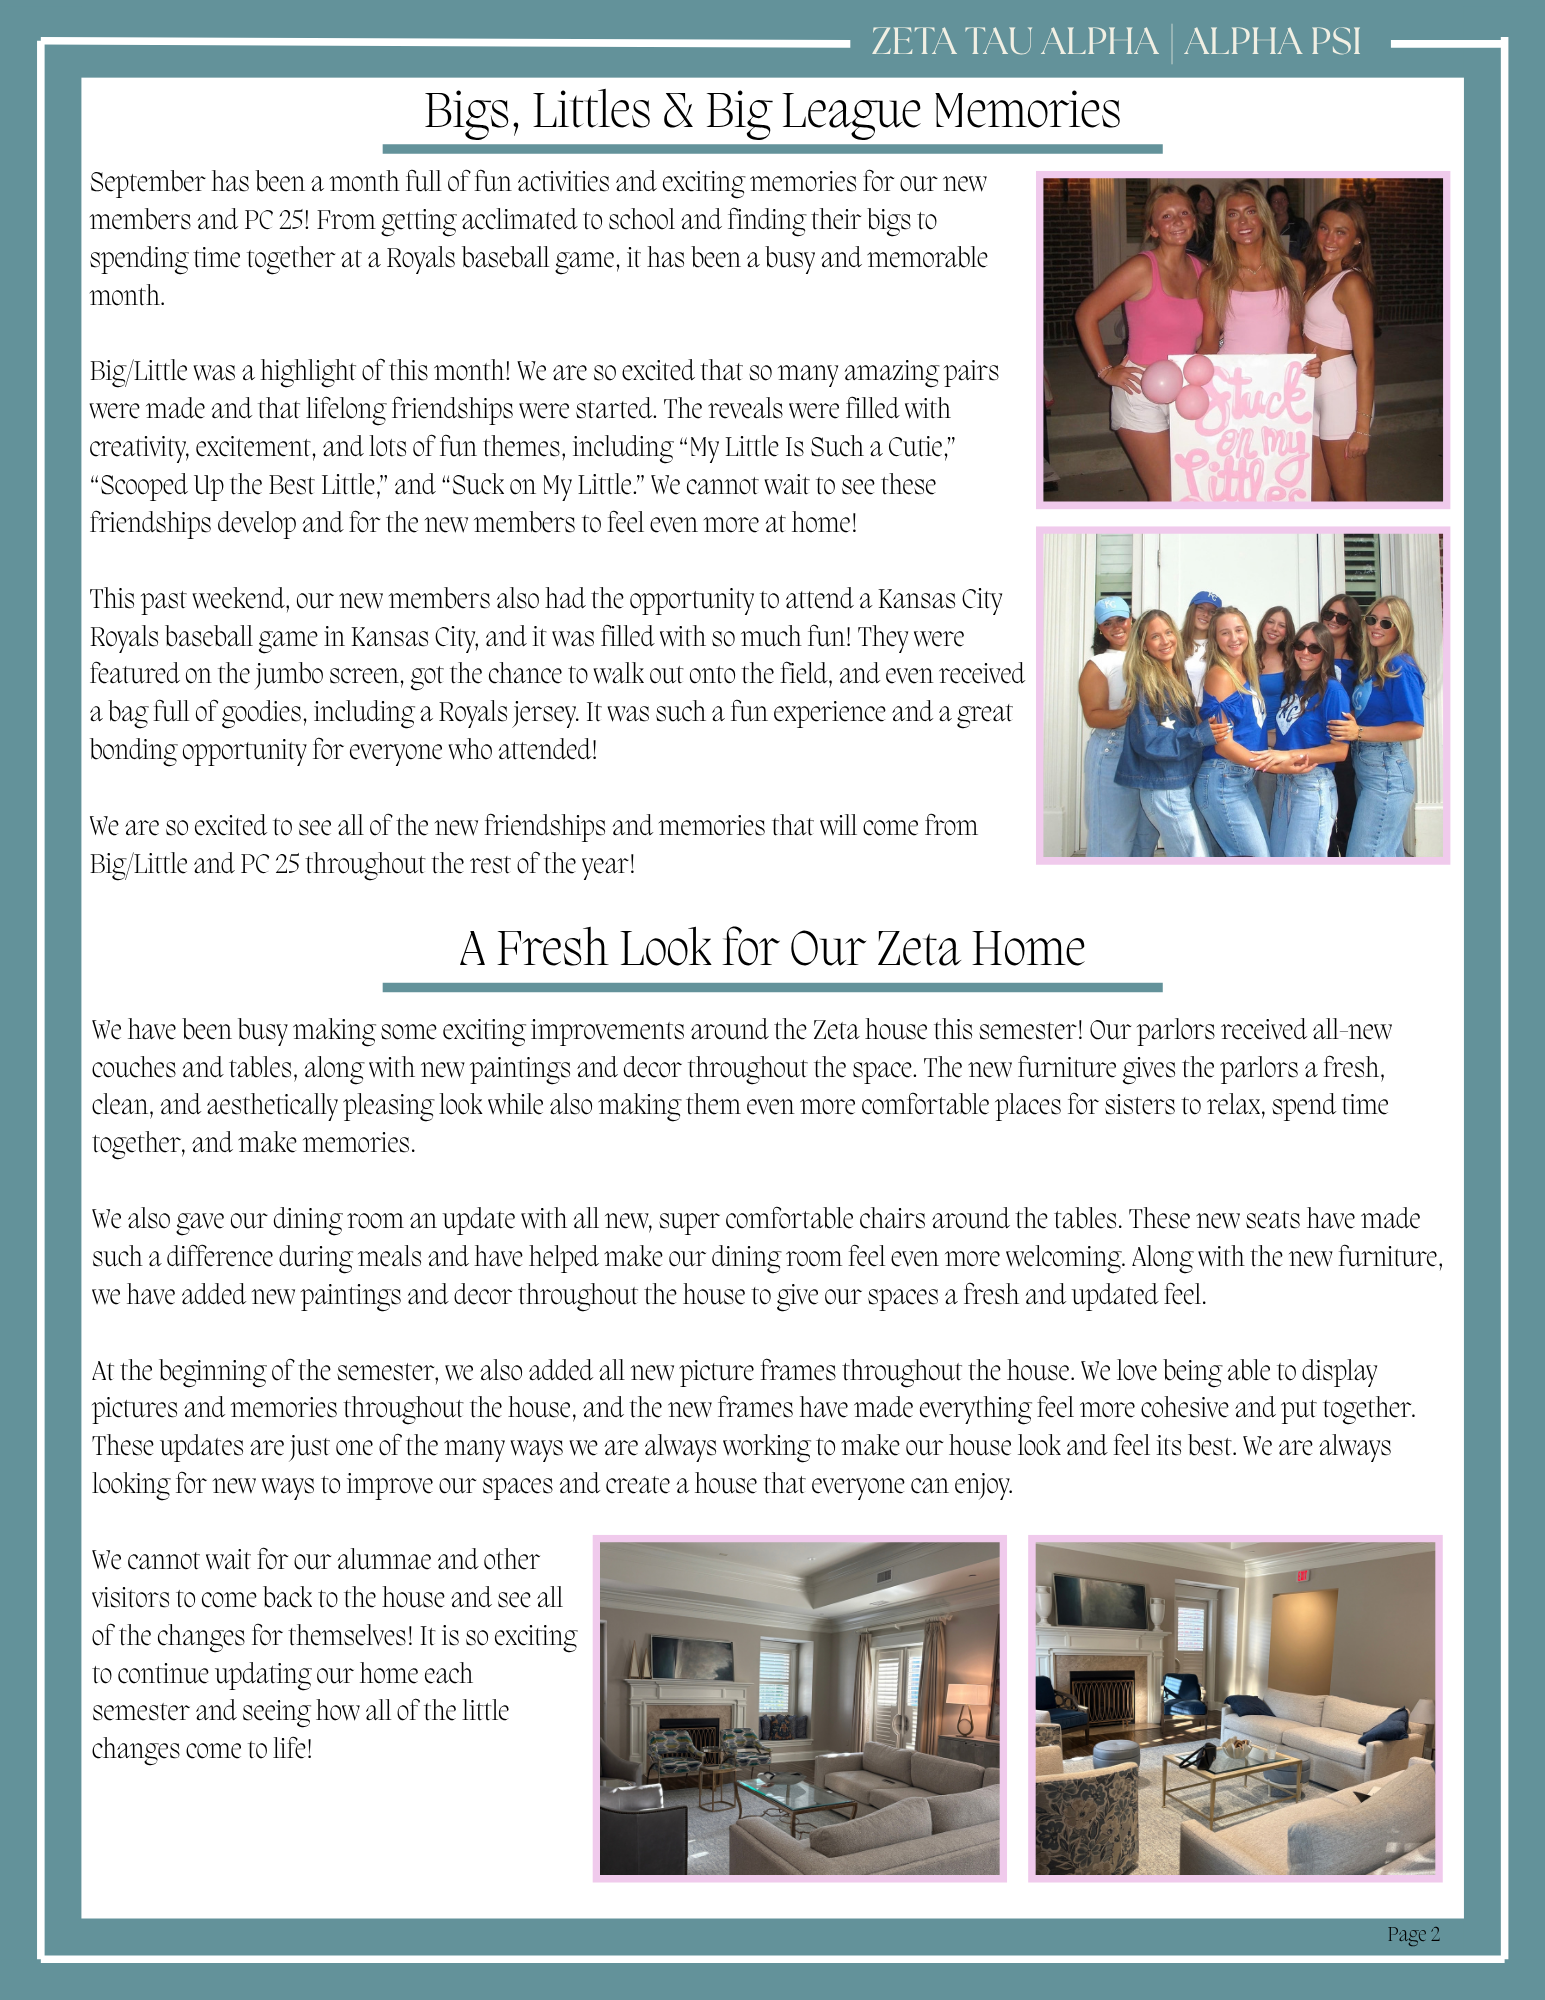 ZETA TAU ALPHA | ALPHA PSI
Bigs, Littles & Big League Memories
September has been a month full of fun activities and exciting memories for our new
members and PC 25! From getting acclimated to school and finding their bigs to
spending time together at a Royals baseball game, it has been a busy and memorable
month.
Big/Little was a highlight of this month! We are so excited that so many amazing pairs
were made and that lifelong friendships were started. The reveals were filled with
creativity, excitement, and lots of fun themes, including “My Little Is Such a Cutie,”
“Scooped Up the Best Little,” and “Suck on My Little.” We cannot wait to see these
friendships develop and for the new members to feel even more at home!
This past weekend, our new members also had the opportunity to attend a Kansas City
Royals baseball game in Kansas City, and it was filled with so much fun! They were
featured on the jumbo screen, got the chance to walk out onto the field, and even received
a bag full of goodies, including a Royals jersey. It was such a fun experience and a great
bonding opportunity for everyone who attended!
We are so excited to see all of the new friendships and memories that will come from
Big/Little and PC 25 throughout the rest of the year!
Stuck
on my
Littles
KC
A Fresh Look for Our Zeta Home
We have been busy making some exciting improvements around the Zeta house this semester! Our parlors received all-new
couches and tables, along with new paintings and decor throughout the space. The new furniture gives the parlors a fresh,
clean, and aesthetically pleasing look while also making them even more comfortable places for sisters to relax, spend time
together, and make memories.
We also gave our dining room an update with all new, super comfortable chairs around the tables. These new seats have made
such a difference during meals and have helped make our dining room feel even more welcoming. Along with the new furniture,
we have added new paintings and decor throughout the house to give our spaces a fresh and updated feel.
At the beginning of the semester, we also added all new picture frames throughout the house. We love being able to display
pictures and memories throughout the house, and the new frames have made everything feel more cohesive and put together.
These updates are just one of the many ways we are always working to make our house look and feel its best. We are always
looking for new ways to improve our spaces and create a house that everyone can enjoy.
We cannot wait for our alumnae and other
visitors to come back to the house and see all
of the changes for themselves! It is so exciting
to continue updating our home each
semester and seeing how all of the little
changes come to life!
Page 2